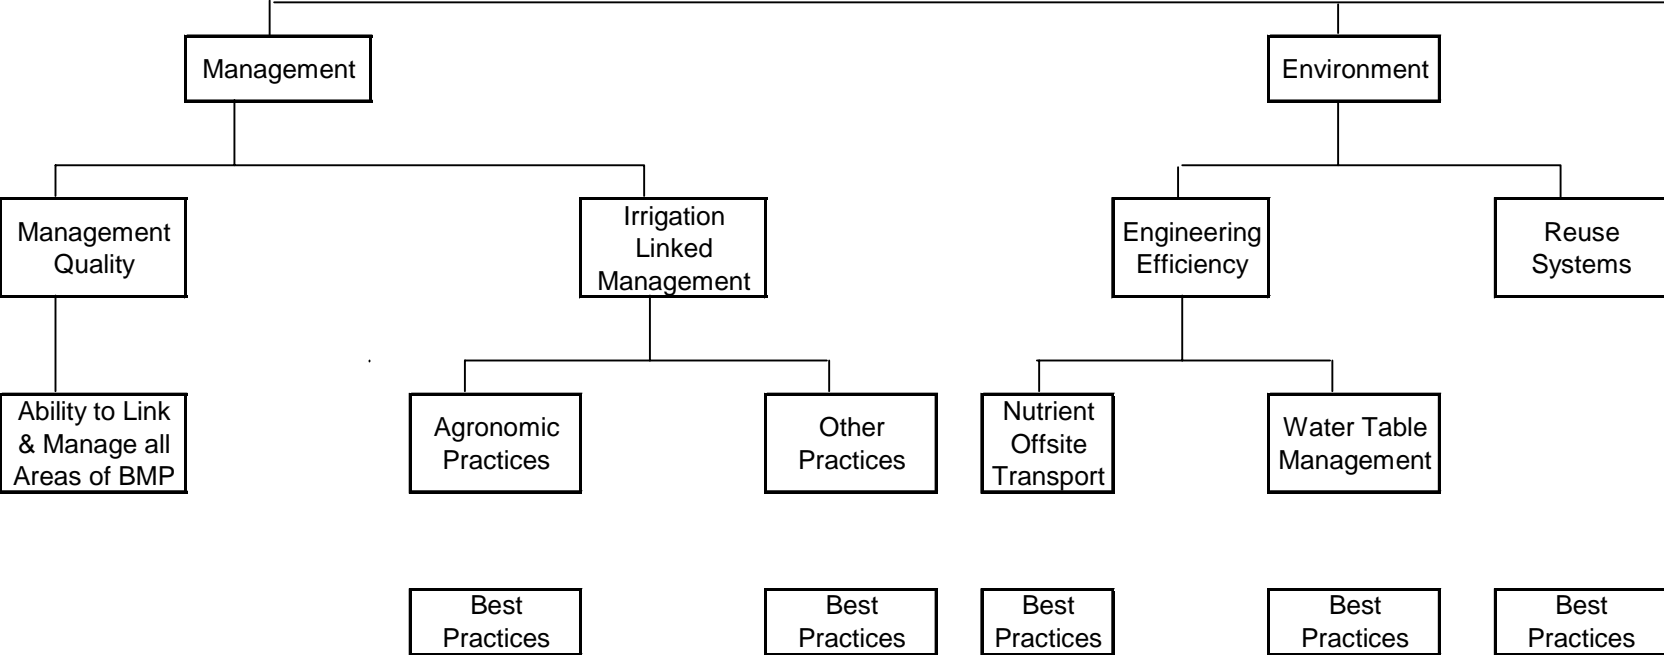 Management
Environment
Management
Quality
Irrigation
Linked
Management
Engineering
Efficiency
Reuse
Systems
Ability to Link
& Manage all
Areas of BMP
Agronomic
Practices
Other
Practices
Nutrient
Offsite
Transport
Water Table
Management
Best
Practices
Best
Practices
Best
Practices
Best
Practices
Best
Practices